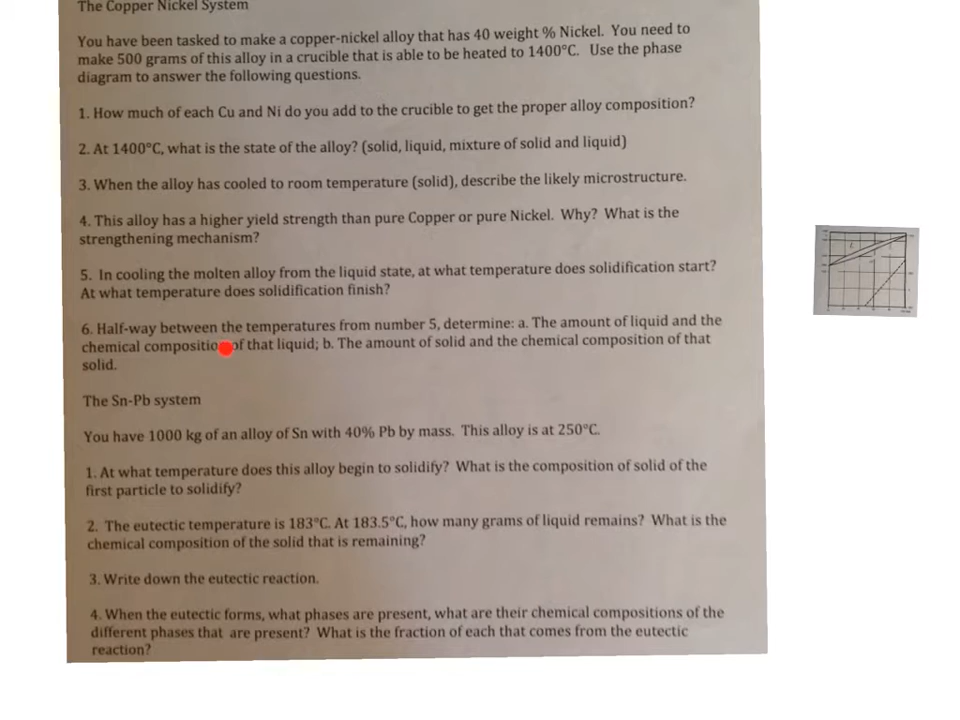 The Copper Nickel System
You have been tasked to make a copper-nickel alloy that has 40 weight % Nickel. You need to
make 500 grams of this alloy in a crucible that is able to be heated to 1400°C. Use the phase
diagram to answer the following questions.
1. How much of each Cu and Ni do you add to the crucible to get the proper alloy composition?
2. At 1400°C, what is the state of the alloy? (solid, liquid, mixture of solid and liquid)
3. When the alloy has cooled to room temperature (solid), describe the likely microstructure.
4. This alloy has a higher yield strength than pure Copper or pure Nickel. Why? What is the
strengthening mechanism?
5. In cooling the molten alloy from the liquid state, at what temperature does solidification start?
At what temperature does solidification finish?
6. Half-way between the temperatures from number 5, determine: a. The amount of liquid and the
chemical composition of that liquid; b. The amount of solid and the chemical composition of that
solid.
The Sn-Pb system
You have 1000 kg of an alloy of Sn with 40% Pb by mass. This alloy is at 250°C.
1. At what temperature does this alloy begin to solidify? What is the composition of solid of the
first particle to solidify?
2. The eutectic temperature is 183°C. At 183.5°C, how many grams of liquid remains? What is the
chemical composition of the solid that is remaining?
3. Write down the eutectic reaction.
4. When the eutectic forms, what phases are present, what are their chemical compositions of the
different phases that are present? What is the fraction of each that comes from the eutectic
reaction?